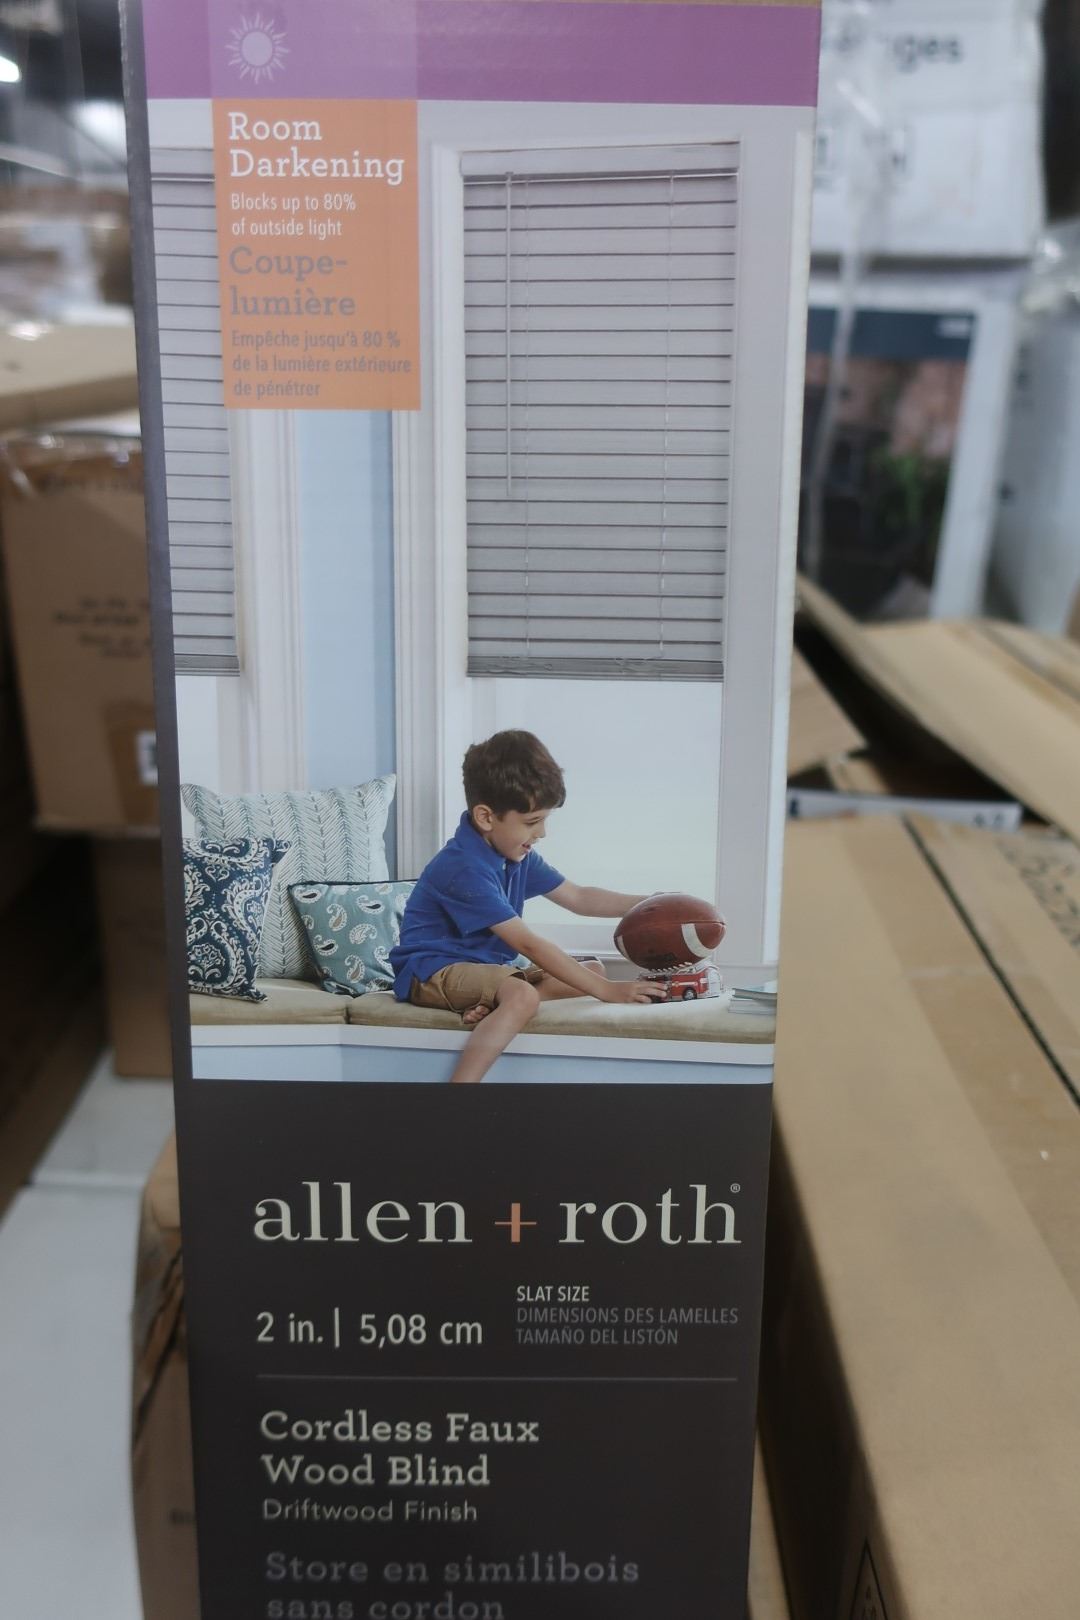 Room
Darkening
Blocks up to 80%
of outside light
Coupe-
lumière
Empêche jusqu'à 80 %
de la lumière extérieure
de pénétrer
allen + roth®
2 in. | 5,08 cm
SLAT SIZE
DIMENSIONS DES LAMELLES
TAMAÑO DEL LISTÓN
Cordless Faux
Wood Blind
Driftwood Finish
Store en similibois
sans cordon